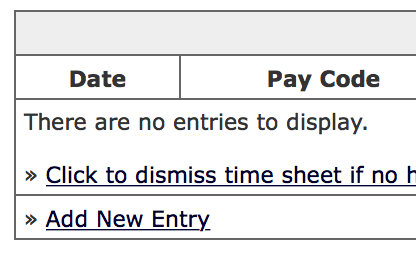 Date Pay Code
There are no entries to display.
» Click to dismiss time sheet if no
» Add New Entry